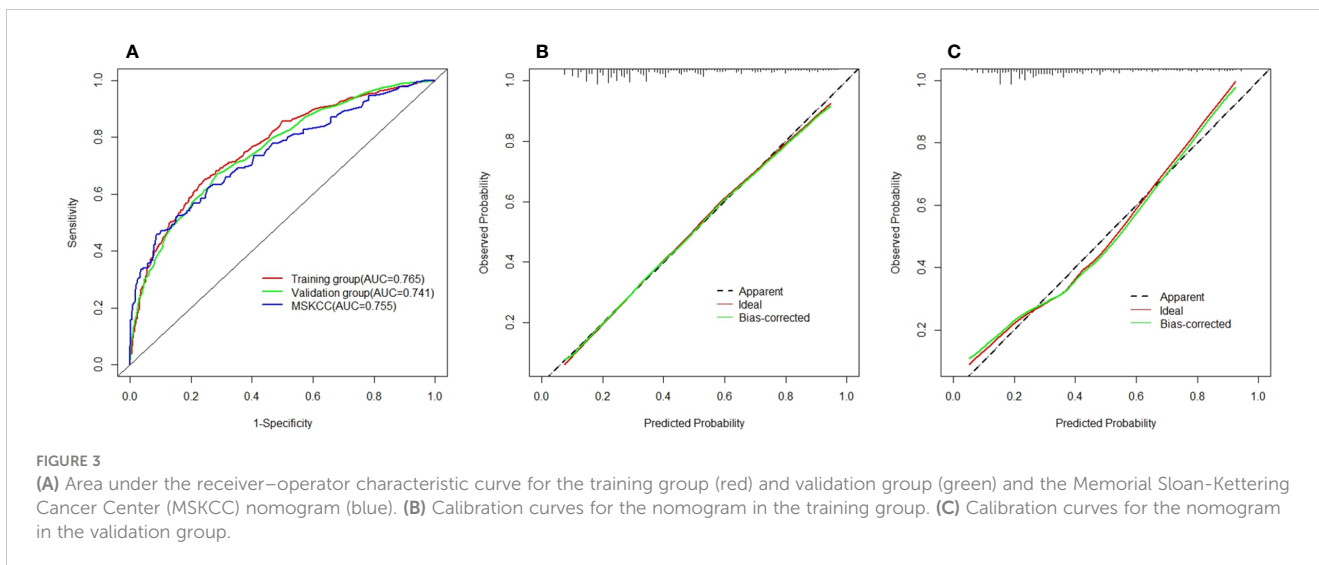 A
Sensitivity
1.0
0.8
0.6
0.4
0.2
0.0
Training group(AUC=0.765)
Validation group(AUC=0.741)
MSKCC(AUC=0.755)
0.0 0.2 0.4 0.6 0.8 1.0
1-Specificity
B
Observed Probability
1.0
0.8
0.6
0.4
0.2
Apparent
Ideal
Bias-corrected
0.0 0.2 0.4 0.6 0.8 1.0
Predicted Probability
C
Observed Probability
1.0
0.8
0.6
0.4
0.2
Apparent
Ideal
Bias-corrected
0.0 0.2 0.4 0.6 0.8 1.0
Predicted Probability
FIGURE 3
(A) Area under the receiver–operator characteristic curve for the training group (red) and validation group (green) and the Memorial Sloan-Kettering
Cancer Center (MSKCC) nomogram (blue). (B) Calibration curves for the nomogram in the training group. (C) Calibration curves for the nomogram
in the validation group.